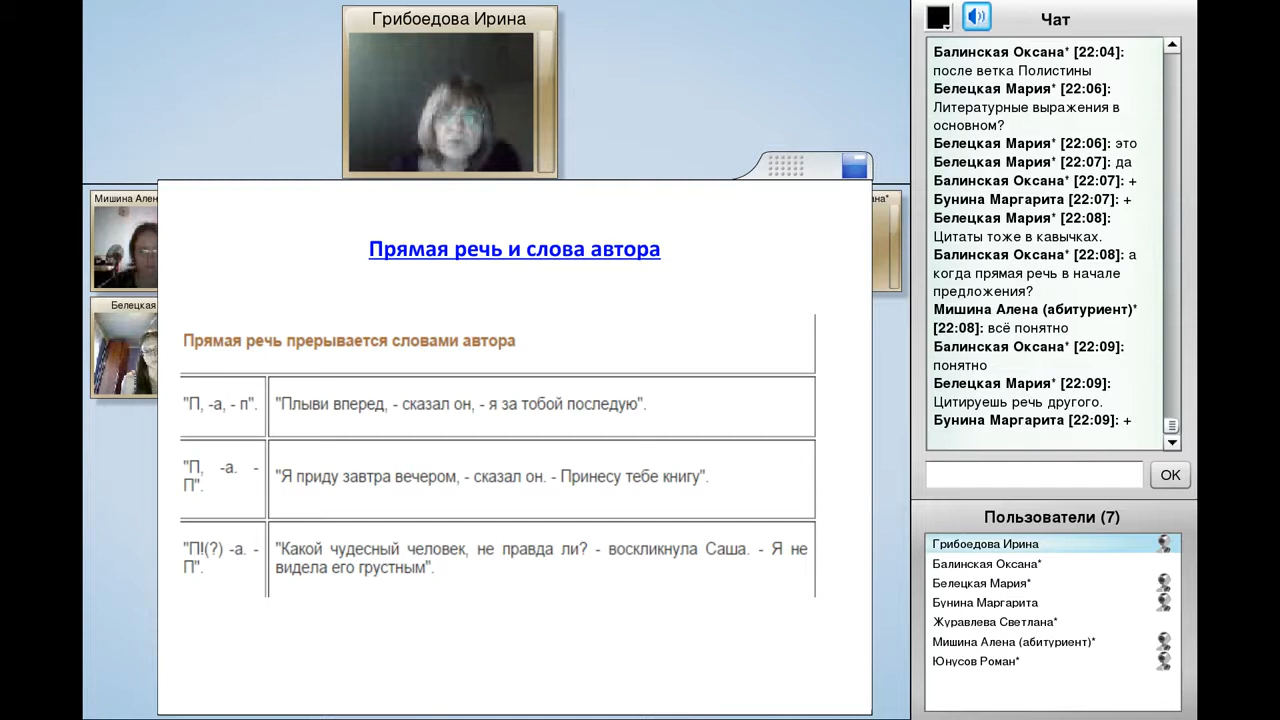 Грибоедова Ирина
Мишина Ален
ана*
Белецкая
Прямая речь и слова автора
Прямая речь прерывается словами автора
"П, -а, - п".
"Плыви вперед, - сказал он, - я за тобой последую".
"П, -а. -
П".
"Я приду завтра вечером, - сказал он. - Принесу тебе книгу".
"П!(?) -а. -
П".
"Какой чудесный человек, не правда ли? - воскликнула Саша. - Я не
видела его грустным".
Чат
Балинская Оксана* [22:04]:
после ветка Полистины
Белецкая Мария* [22:06]:
Литературные выражения в
основном?
Белецкая Мария* [22:06]: это
Белецкая Мария* [22:07]: да
Балинская Оксана* [22:07]: +
Бунина Маргарита [22:07]: +
Белецкая Мария* [22:08]:
Цитаты тоже в кавычках.
Балинская Оксана* [22:08]: а
когда прямая речь в начале
предложения?
Мишина Алена (абитуриент)*
[22:08]: всё понятно
Балинская Оксана* [22:09]:
понятно
Белецкая Мария* [22:09]:
Цитируешь речь другого.
Бунина Маргарита [22:09]: +
OK
Пользователи (7)
Грибоедова Ирина
Балинская Оксана*
Белецкая Мария*
Бунина Маргарита
Журавлева Светлана*
Мишина Алена (абитуриент)*
Юнусов Роман*